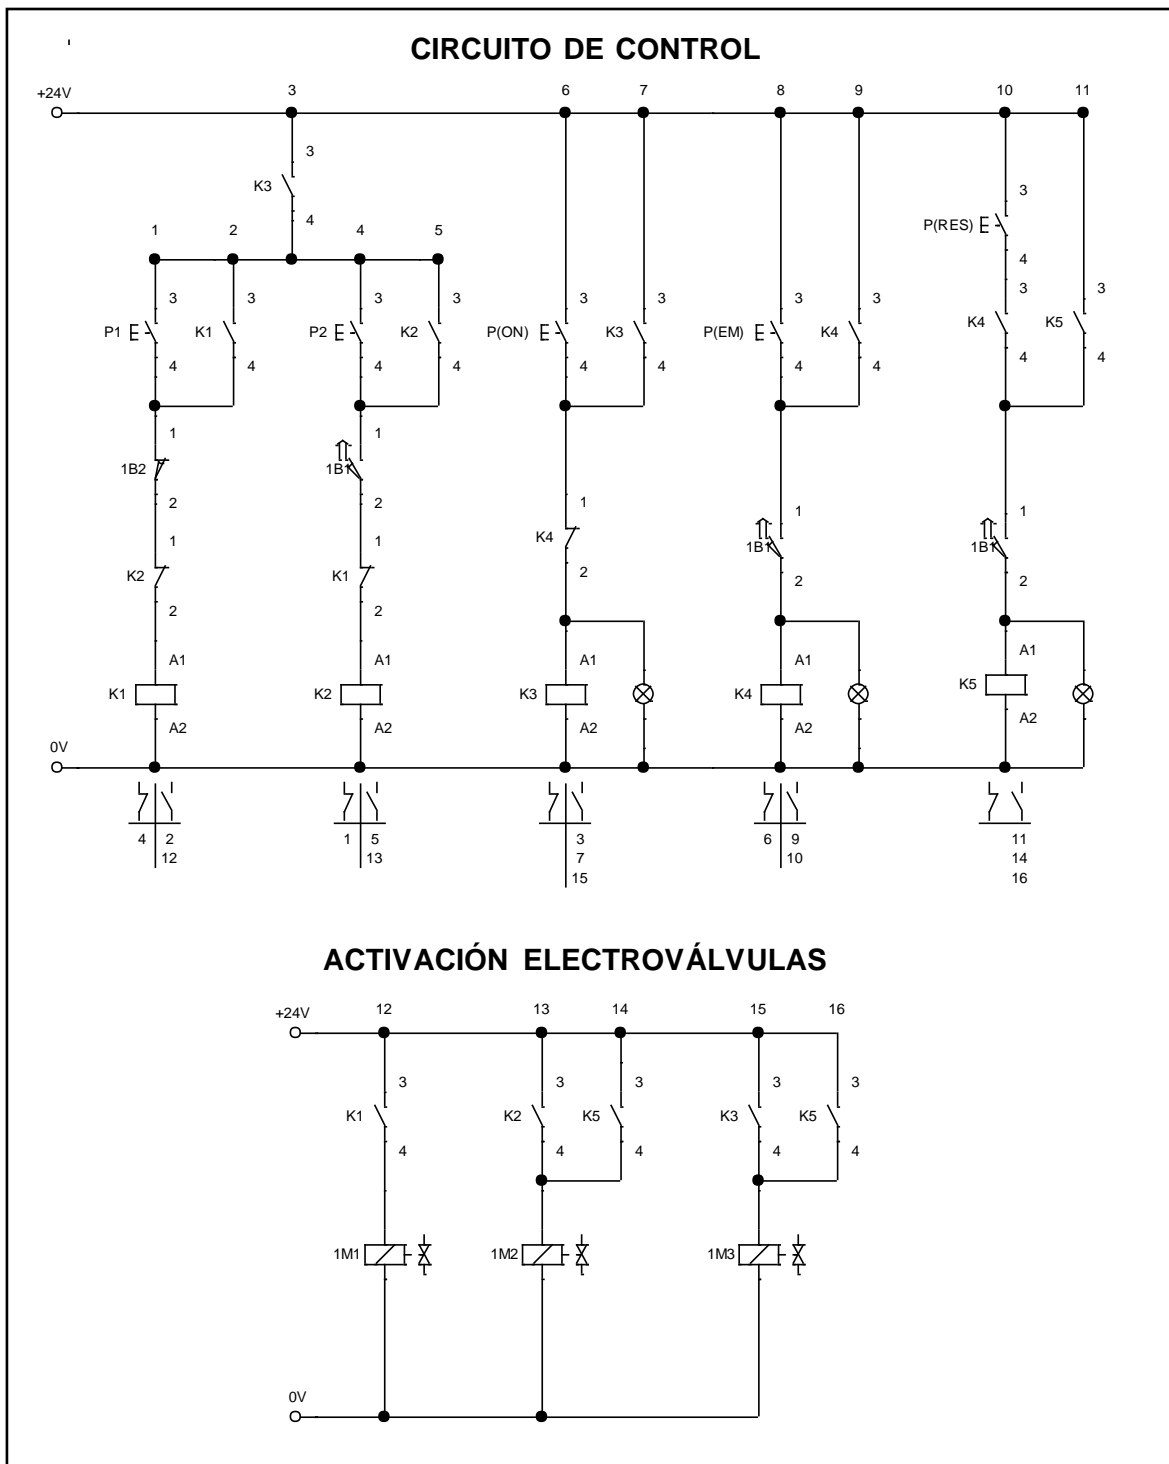 CIRCUITO DE CONTROL
3 6 7 8 9 10 11
+24V
3 3
K3 P(RES)
4 4
1 2 4 5
3 3 3 3 3 3 3 3 3 3
P1 K1 P2 K2 P(ON) K3 P(EM) K4 K4 K5
4 4 4 4 4 4 4 4 4 4
1 1
1B2 1B1
2 2
1 1 1
K4 1B1 1B1
2 2 2
1 1
K2 K1
2 2
A1 A1 A1 A1 A1
K1 K2 K3 K4 K5
A2 A2 A2 A2 A2
0V
4 2 1 5 3 6 9 11
12 13 7 10 14
15 16
ACTIVACIÓN ELECTROVÁLVULAS
+24V 12 13 14 15 16
3 3 3 3 3
K1 K2 K5 K3 K5
4 4 4 4 4
1M1 1M2 1M3
0V